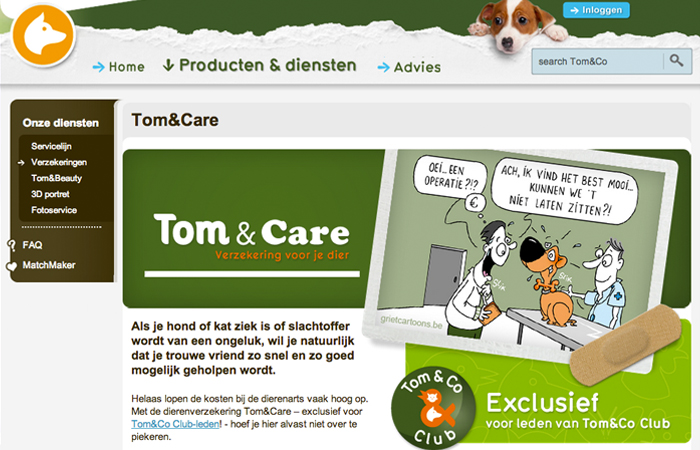 Inloggen
Home
Producten & diensten
Advies
search Tom&Co
Onze diensten
Servicelijn
Verzekeringen
Tom&Beauty
3D portret
Fotoservice
FAQ
MatchMaker
Tom&Care
Tom & Care
Verzekering voor je dier
OEI... EEN
OPERATIE?!?
€
ACH, IK VIND HET BEST MOOI...
KUNNEN WE 'T
NIET LATEN ZITTEN?!
SLIK
SLIK
grietcartoons.be
Als je hond of kat ziek is of slachtoffer
wordt van een ongeluk, wil je natuurlijk
dat je trouwe vriend zo snel en zo goed
mogelijk geholpen wordt.
Helaas lopen de kosten bij de dierenarts vaak hoog op.
Met de dierenverzekering Tom&Care – exclusief voor
Tom&Co Club-leden! - hoef je hier alvast niet over te
piekeren.
Tom & Co
Club
Exclusief
voor leden van Tom&Co Club